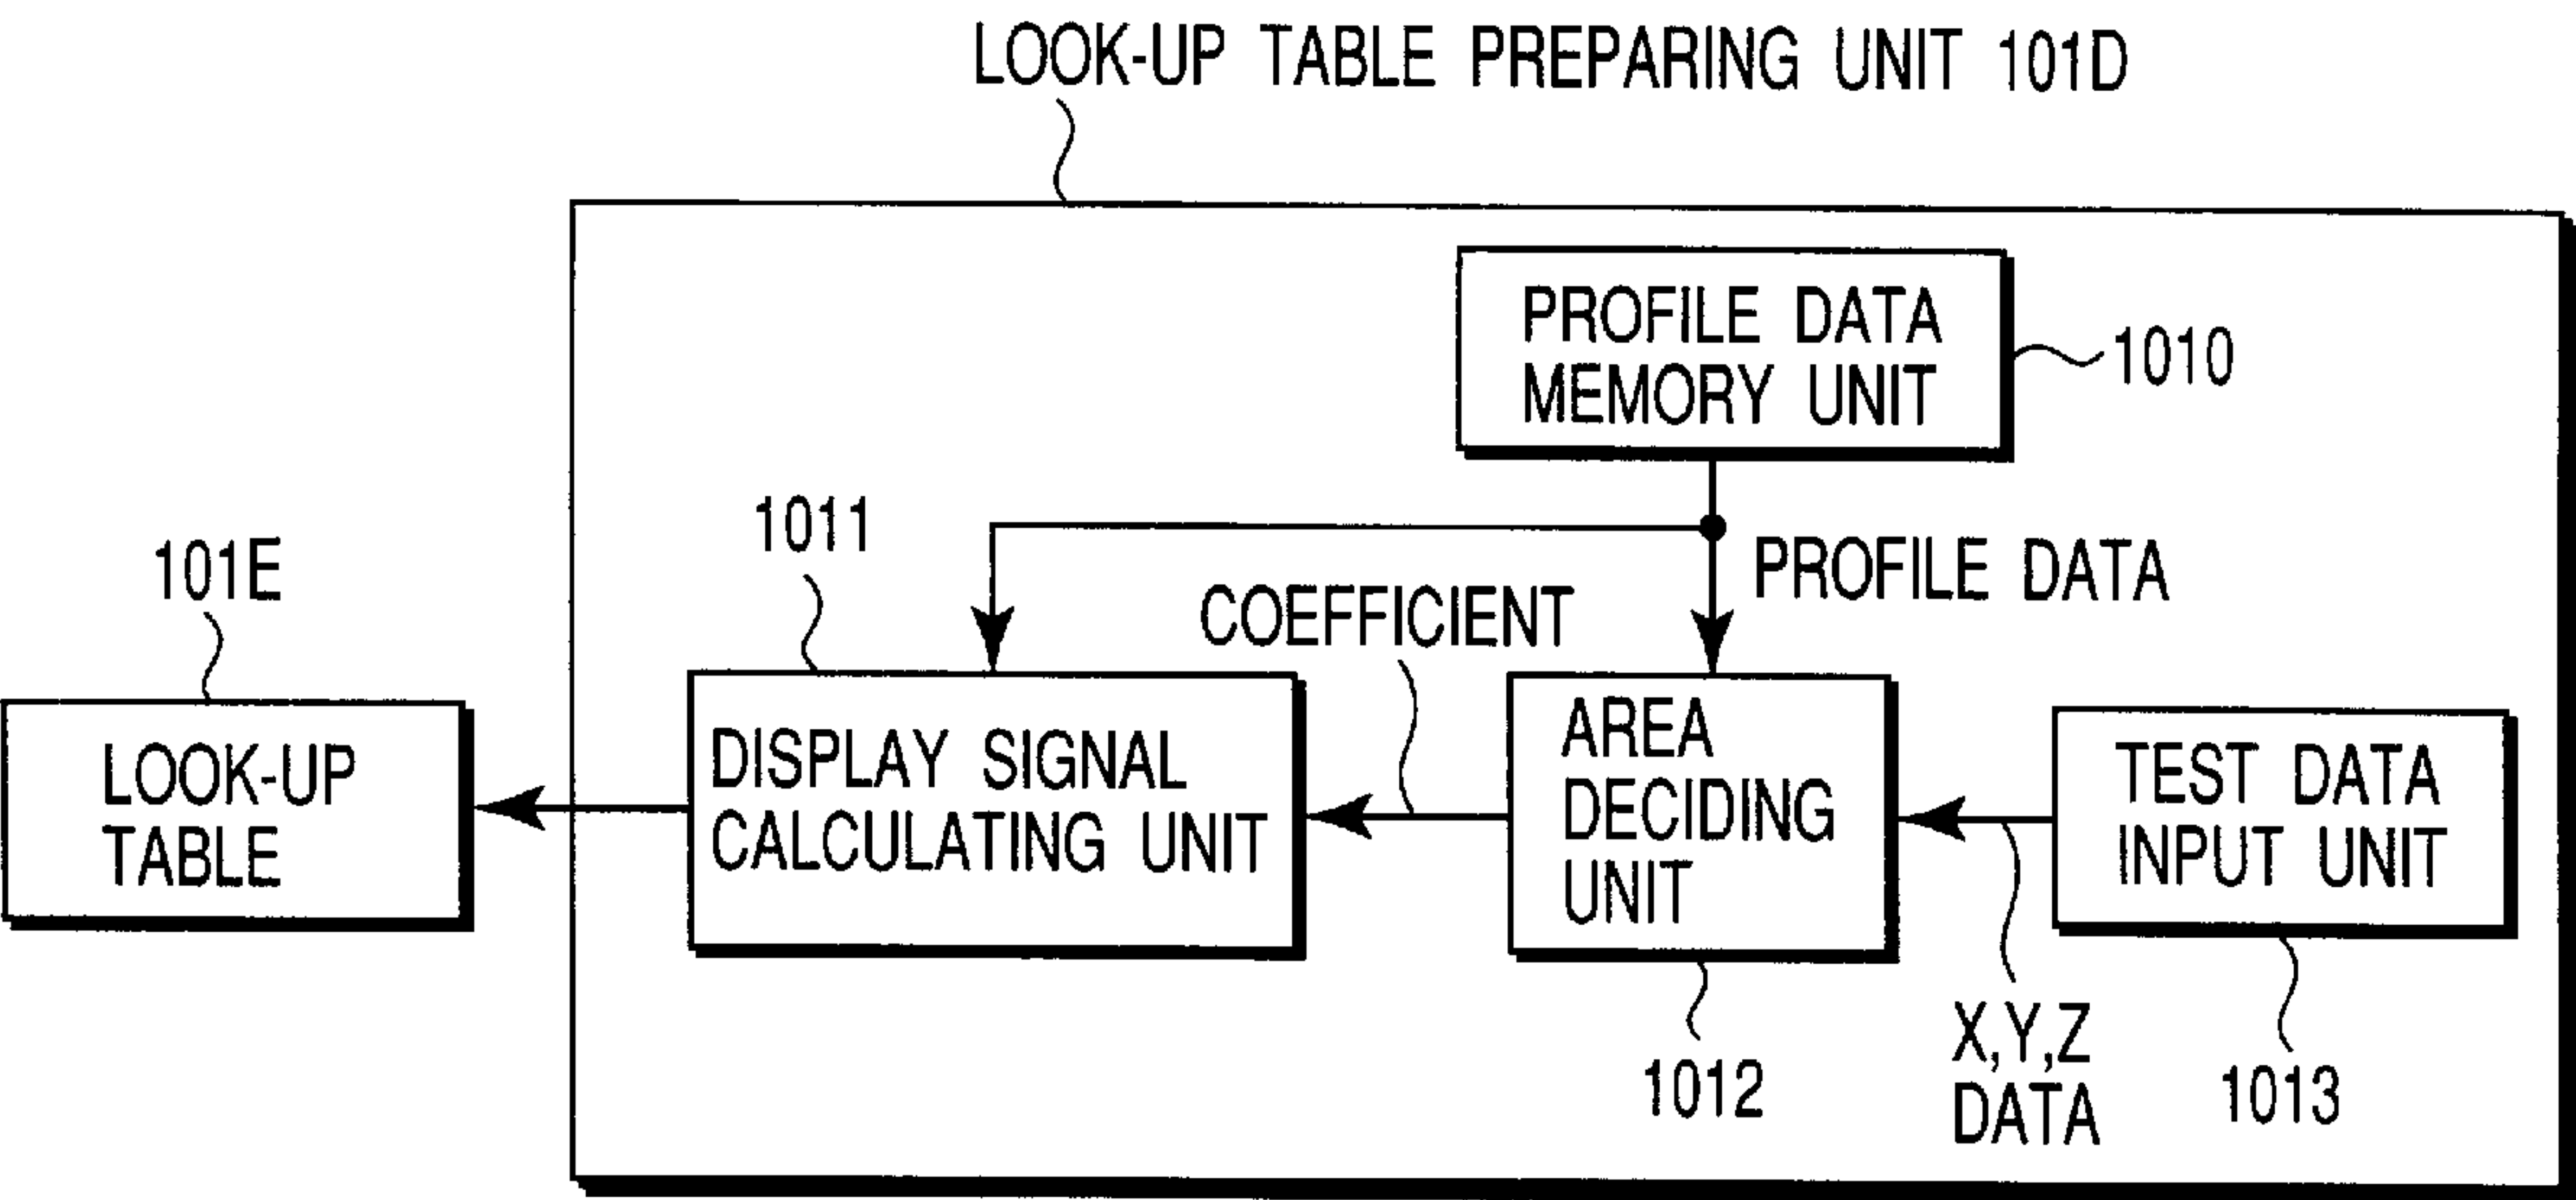 LOOK-UP TABLE PREPARING UNIT 101D
PROFILE DATA
MEMORY UNIT
1010
1011
101E
PROFILE DATA
COEFFICIENT
LOOK-UP
TABLE
DISPLAY SIGNAL
CALCULATING UNIT
AREA
DECIDING
UNIT
TEST DATA
INPUT UNIT
X,Y,Z
DATA
1012
1013